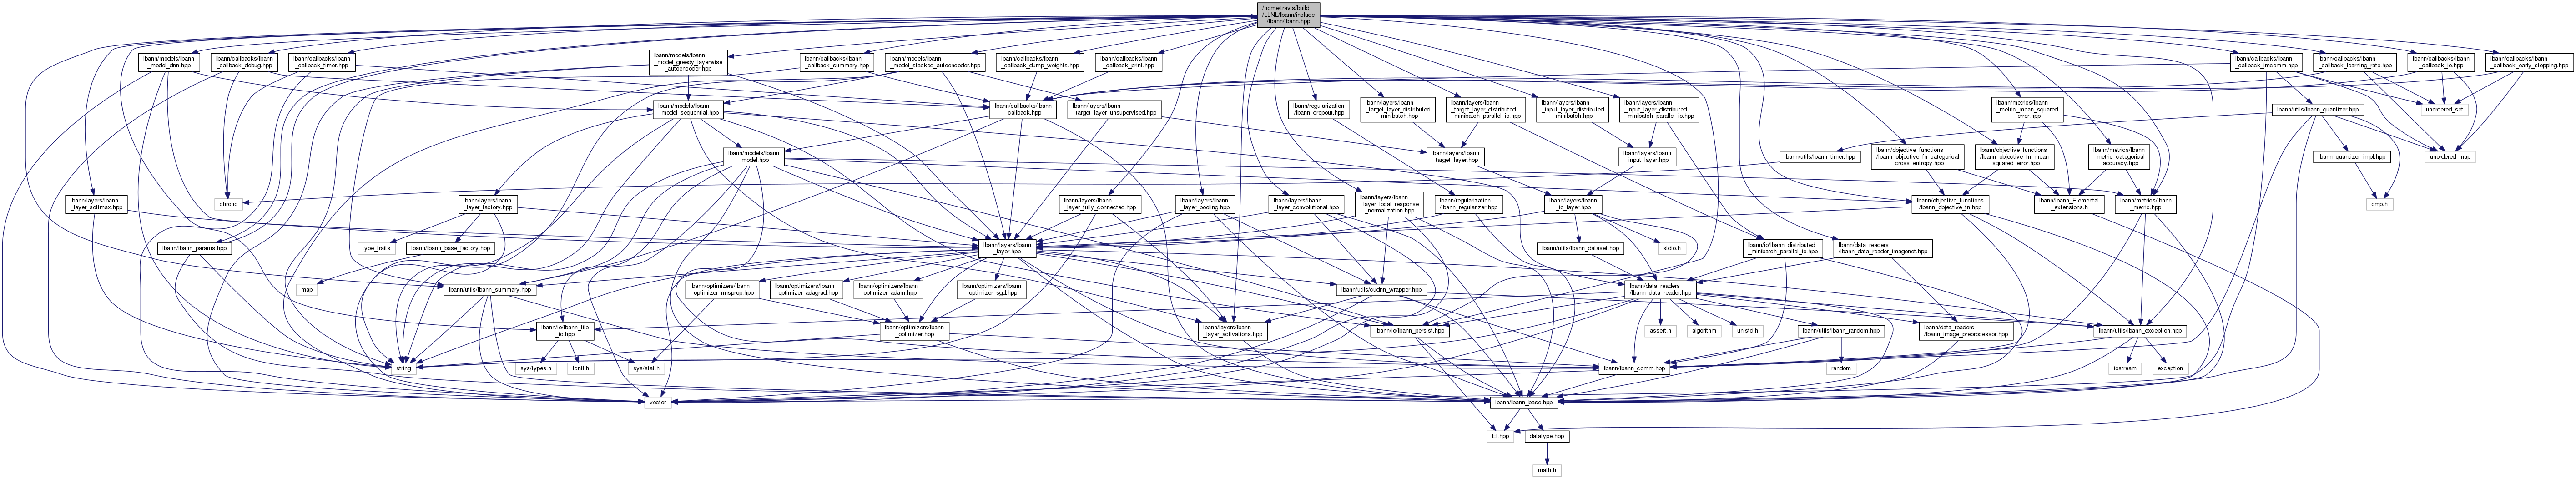 /home/travis/build
/LLNL/lbann/include
/lbann/lbann.hpp
lbann/models/lbann
_model_dnn.hpp
lbann/callbacks/lbann
_callback_debug.hpp
lbann/callbacks/lbann
_callback_timer.hpp
lbann/models/lbann
_model_greedy_layerwise
_autoencoder.hpp
lbann/callbacks/lbann
_callback_summary.hpp
lbann/models/lbann
_model_stacked_autoencoder.hpp
lbann/callbacks/lbann
_callback_dump_weights.hpp
lbann/callbacks/lbann
_callback_print.hpp
lbann/callbacks/lbann
_callback_imcomm.hpp
lbann/callbacks/lbann
_callback_learning_rate.hpp
lbann/callbacks/lbann
_callback_io.hpp
lbann/callbacks/lbann
_callback_early_stopping.hpp
lbann/models/lbann
_model_sequential.hpp
lbann/callbacks/lbann
_callback.hpp
lbann/layers/lbann
_target_layer_unsupervised.hpp
lbann/regularization
/lbann_dropout.hpp
lbann/layers/lbann
_target_layer_distributed
_minibatch.hpp
lbann/layers/lbann
_target_layer_distributed
_minibatch_parallel_io.hpp
lbann/layers/lbann
_input_layer_distributed
_minibatch.hpp
lbann/layers/lbann
_input_layer_distributed
_minibatch_parallel_io.hpp
lbann/metrics/lbann
_metric_mean_squared
_error.hpp
lbann/utils/lbann_quantizer.hpp
unordered_set
lbann/models/lbann
_model.hpp
lbann/layers/lbann
_target_layer.hpp
lbann/layers/lbann
_input_layer.hpp
lbann/utils/lbann_timer.hpp
lbann/objective_functions
/lbann_objective_fn_categorical
_cross_entropy.hpp
lbann/objective_functions
/lbann_objective_fn_mean
_squared_error.hpp
lbann/metrics/lbann
_metric_categorical
_accuracy.hpp
lbann_quantizer_impl.hpp
unordered_map
lbann/layers/lbann
_layer_softmax.hpp
chrono
lbann/layers/lbann
_layer_factory.hpp
lbann/layers/lbann
_layer_fully_connected.hpp
lbann/layers/lbann
_layer_pooling.hpp
lbann/layers/lbann
_layer_convolutional.hpp
lbann/layers/lbann
_layer_local_response
_normalization.hpp
lbann/regularization
/lbann_regularizer.hpp
lbann/layers/lbann
_io_layer.hpp
lbann/objective_functions
/lbann_objective_fn.hpp
lbann/lbann_Elemental
_extensions.h
lbann/metrics/lbann
_metric.hpp
omp.h
lbann/lbann_params.hpp
type_traits
lbann/lbann_base_factory.hpp
lbann/layers/lbann
_layer.hpp
lbann/utils/lbann_dataset.hpp
stdio.h
lbann/io/lbann_distributed
_minibatch_parallel_io.hpp
lbann/data_readers
/lbann_data_reader_imagenet.hpp
map
lbann/utils/lbann_summary.hpp
lbann/optimizers/lbann
_optimizer_rmsprop.hpp
lbann/optimizers/lbann
_optimizer_adagrad.hpp
lbann/optimizers/lbann
_optimizer_adam.hpp
lbann/optimizers/lbann
_optimizer_sgd.hpp
lbann/utils/cudnn_wrapper.hpp
lbann/data_readers
/lbann_data_reader.hpp
lbann/io/lbann_file
_io.hpp
lbann/optimizers/lbann
_optimizer.hpp
lbann/layers/lbann
_layer_activations.hpp
lbann/io/lbann_persist.hpp
assert.h
algorithm
unistd.h
lbann/utils/lbann_random.hpp
lbann/data_readers
/lbann_image_preprocessor.hpp
lbann/utils/lbann_exception.hpp
string
sys/types.h
fcntl.h
sys/stat.h
lbann/lbann_comm.hpp
random
iostream
exception
vector
lbann/lbann_base.hpp
El.hpp
datatype.hpp
math.h